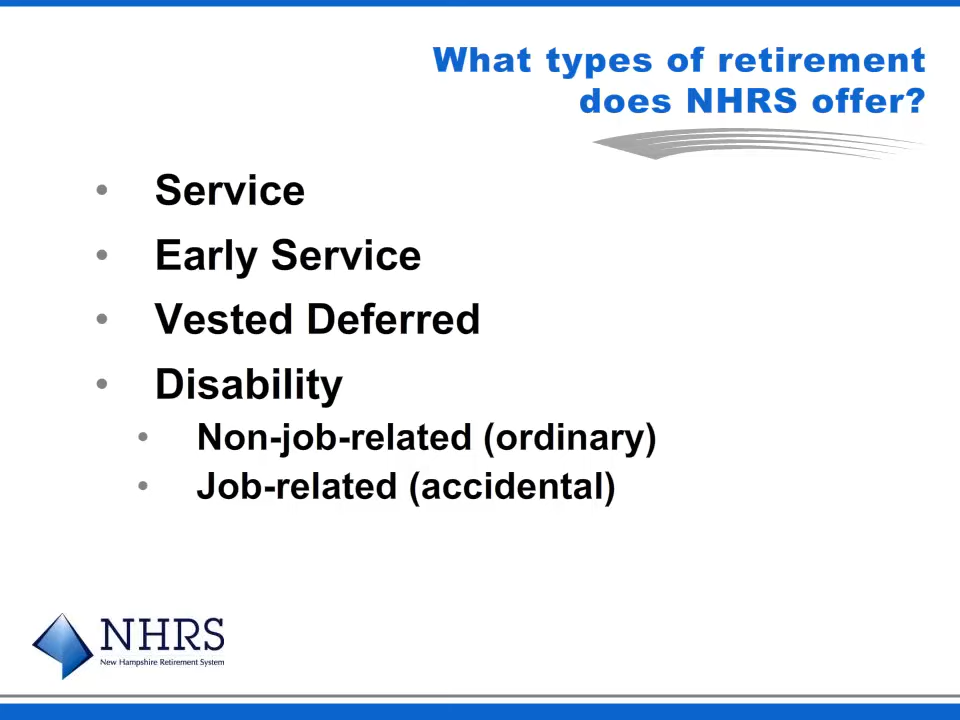 What types of retirement
does NHRS offer?
• Service
• Early Service
• Vested Deferred
• Disability
• Non-job-related (ordinary)
• Job-related (accidental)
NHRS
New Hampshire Retirement System